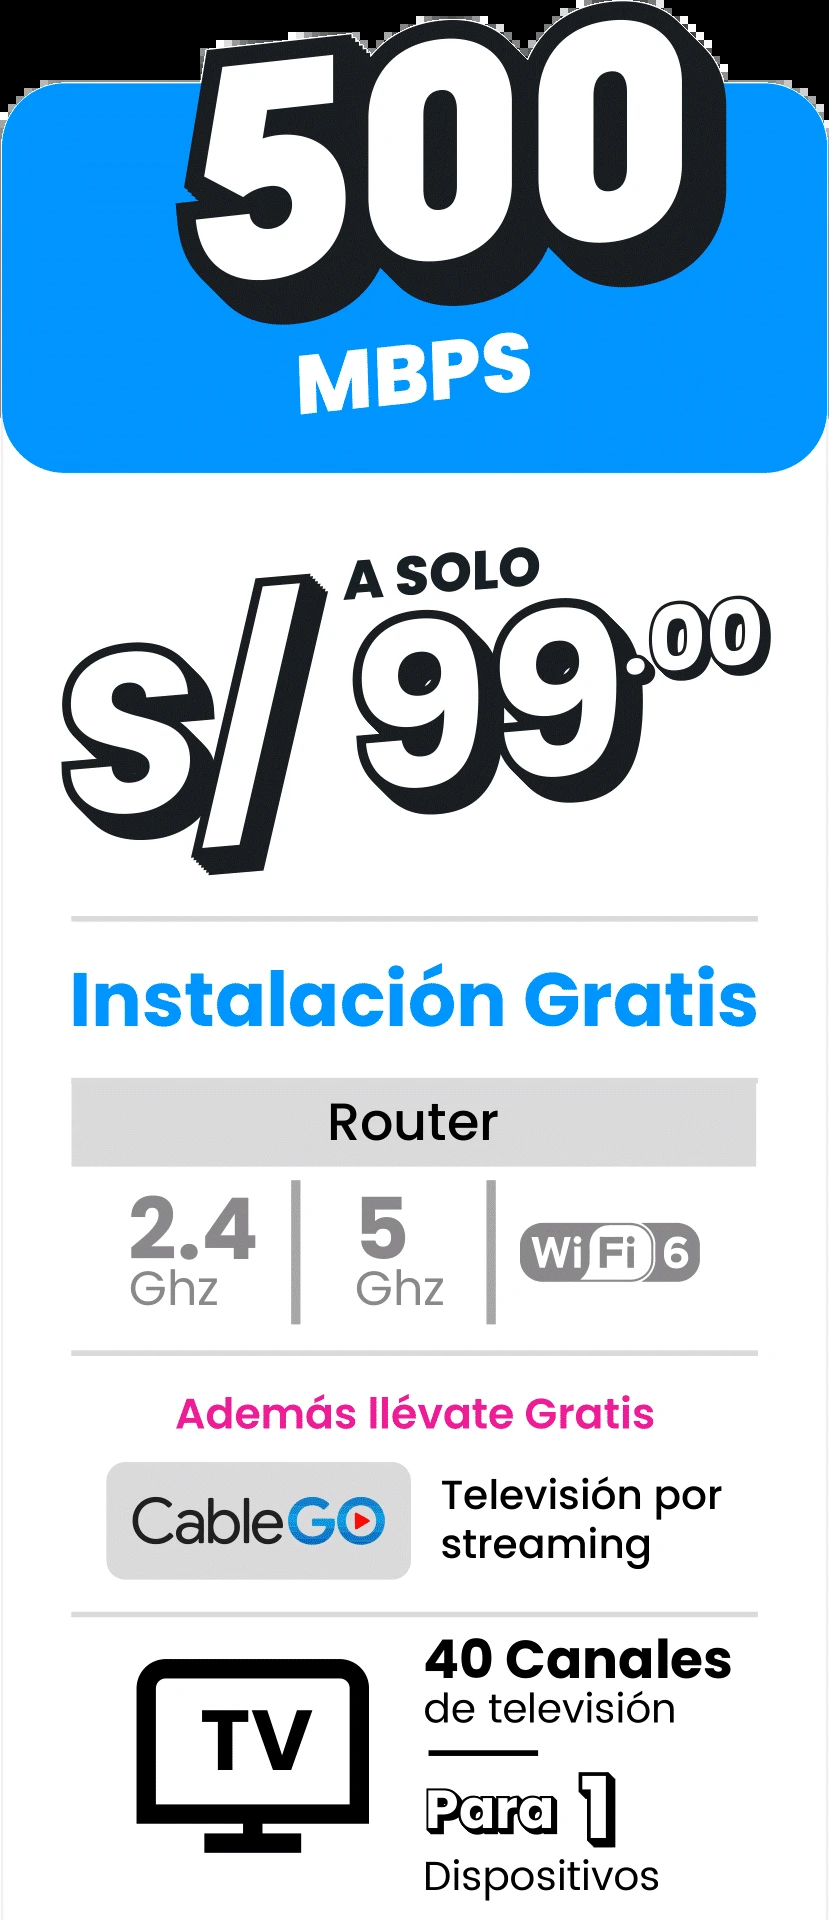 500
MBPS
A SOLO
S/ 99.00
Instalación Gratis
Router
2.4 Ghz
5 Ghz
WiFi 6
Además llévate Gratis
CableGO
Televisión por
streaming
TV
40 Canales
de televisión
Para 1
Dispositivos